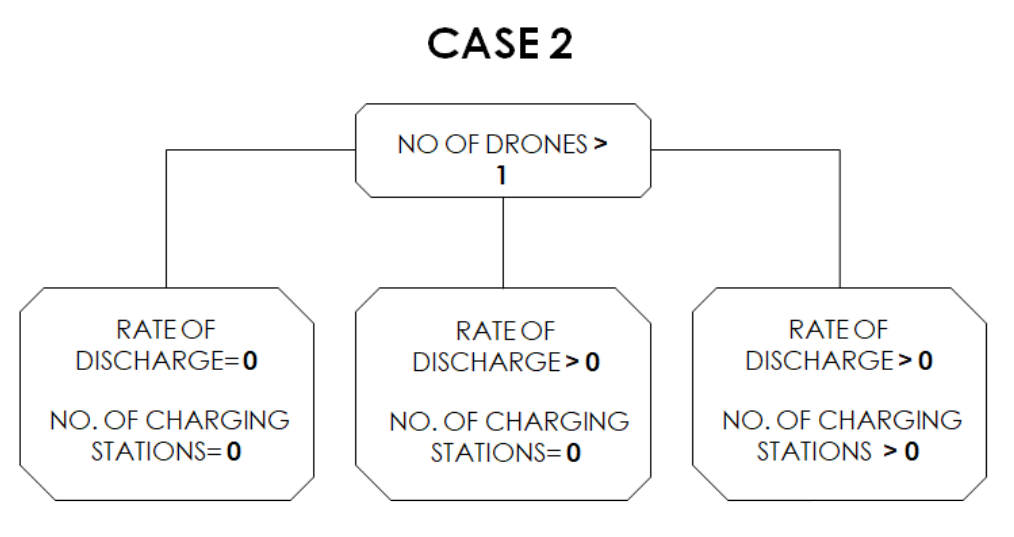 CASE 2
NO OF DRONES >
1
RATE OF
DISCHARGE= 0
NO. OF CHARGING
STATIONS= 0
RATE OF
DISCHARGE > 0
NO. OF CHARGING
STATIONS= 0
RATE OF
DISCHARGE > 0
NO. OF CHARGING
STATIONS > 0